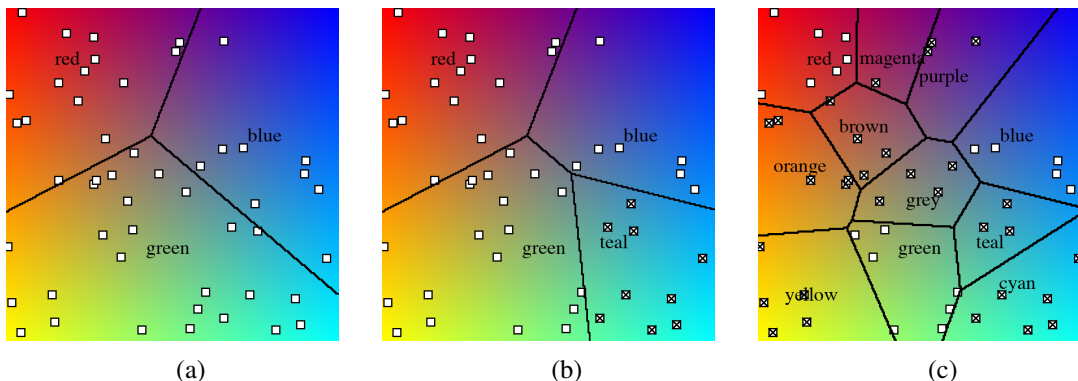 red
blue
green
(a)
red
blue
green
teal
(b)
red
magenta
purple
brown
blue
orange
grey
green
teal
yellow
cyan
(c)